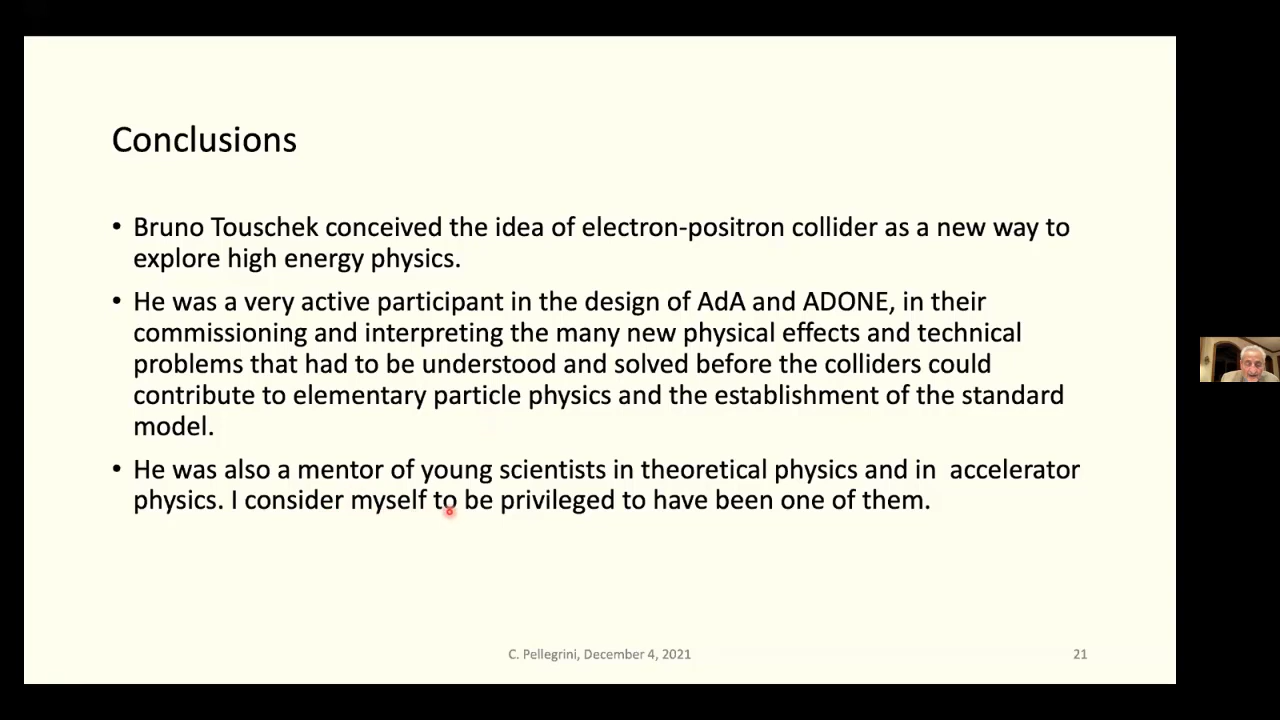 Conclusions
• Bruno Touschek conceived the idea of electron-positron collider as a new way to
explore high energy physics.
• He was a very active participant in the design of AdA and ADONE, in their
commissioning and interpreting the many new physical effects and technical
problems that had to be understood and solved before the colliders could
contribute to elementary particle physics and the establishment of the standard
model.
• He was also a mentor of young scientists in theoretical physics and in  accelerator
physics. I consider myself to be privileged to have been one of them.
C. Pellegrini, December 4, 2021
21